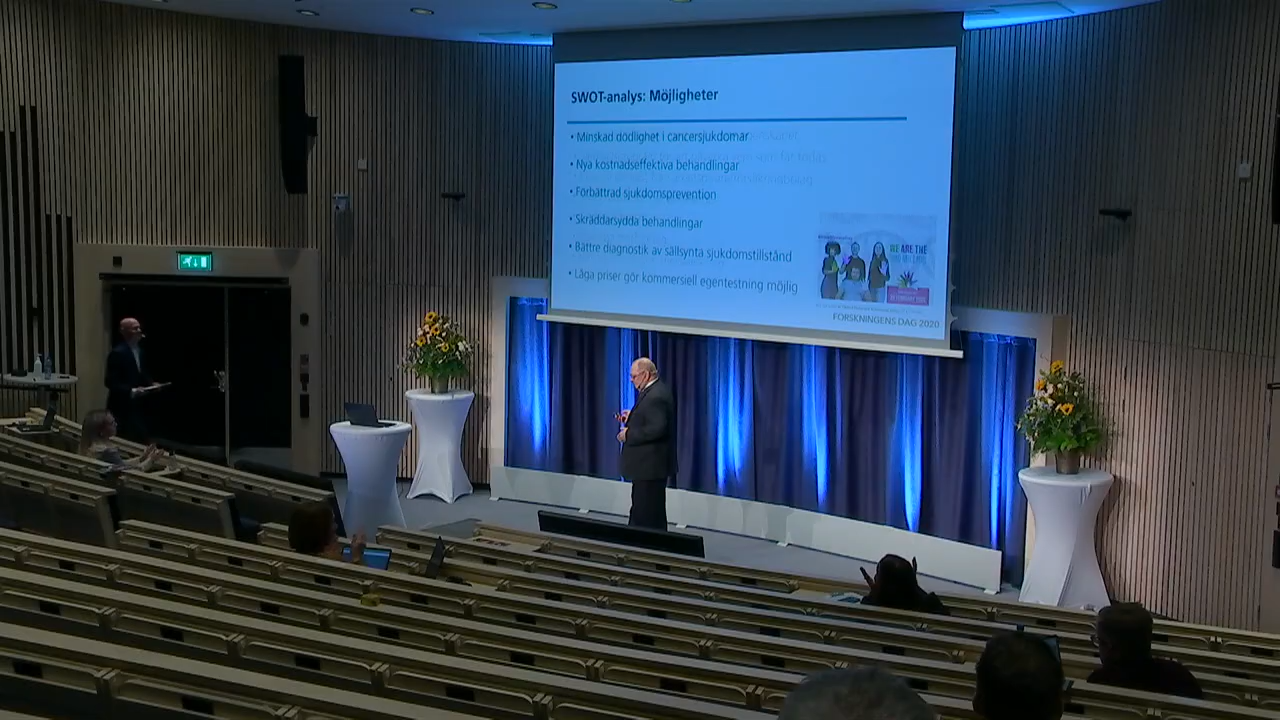 SWOT-analys: Möjligheter
• Minskad dödlighet i cancersjukdomar
• Nya kostnadseffektiva behandlingar
• Förbättrad sjukdomsprevention
• Skräddarsydda behandlingar
• Bättre diagnostik av sällsynta sjukdomstillstånd
• Låga priser gör kommersiell egentestning möjlig
WE ARE THE
FORSKNINGENS DAG 2020